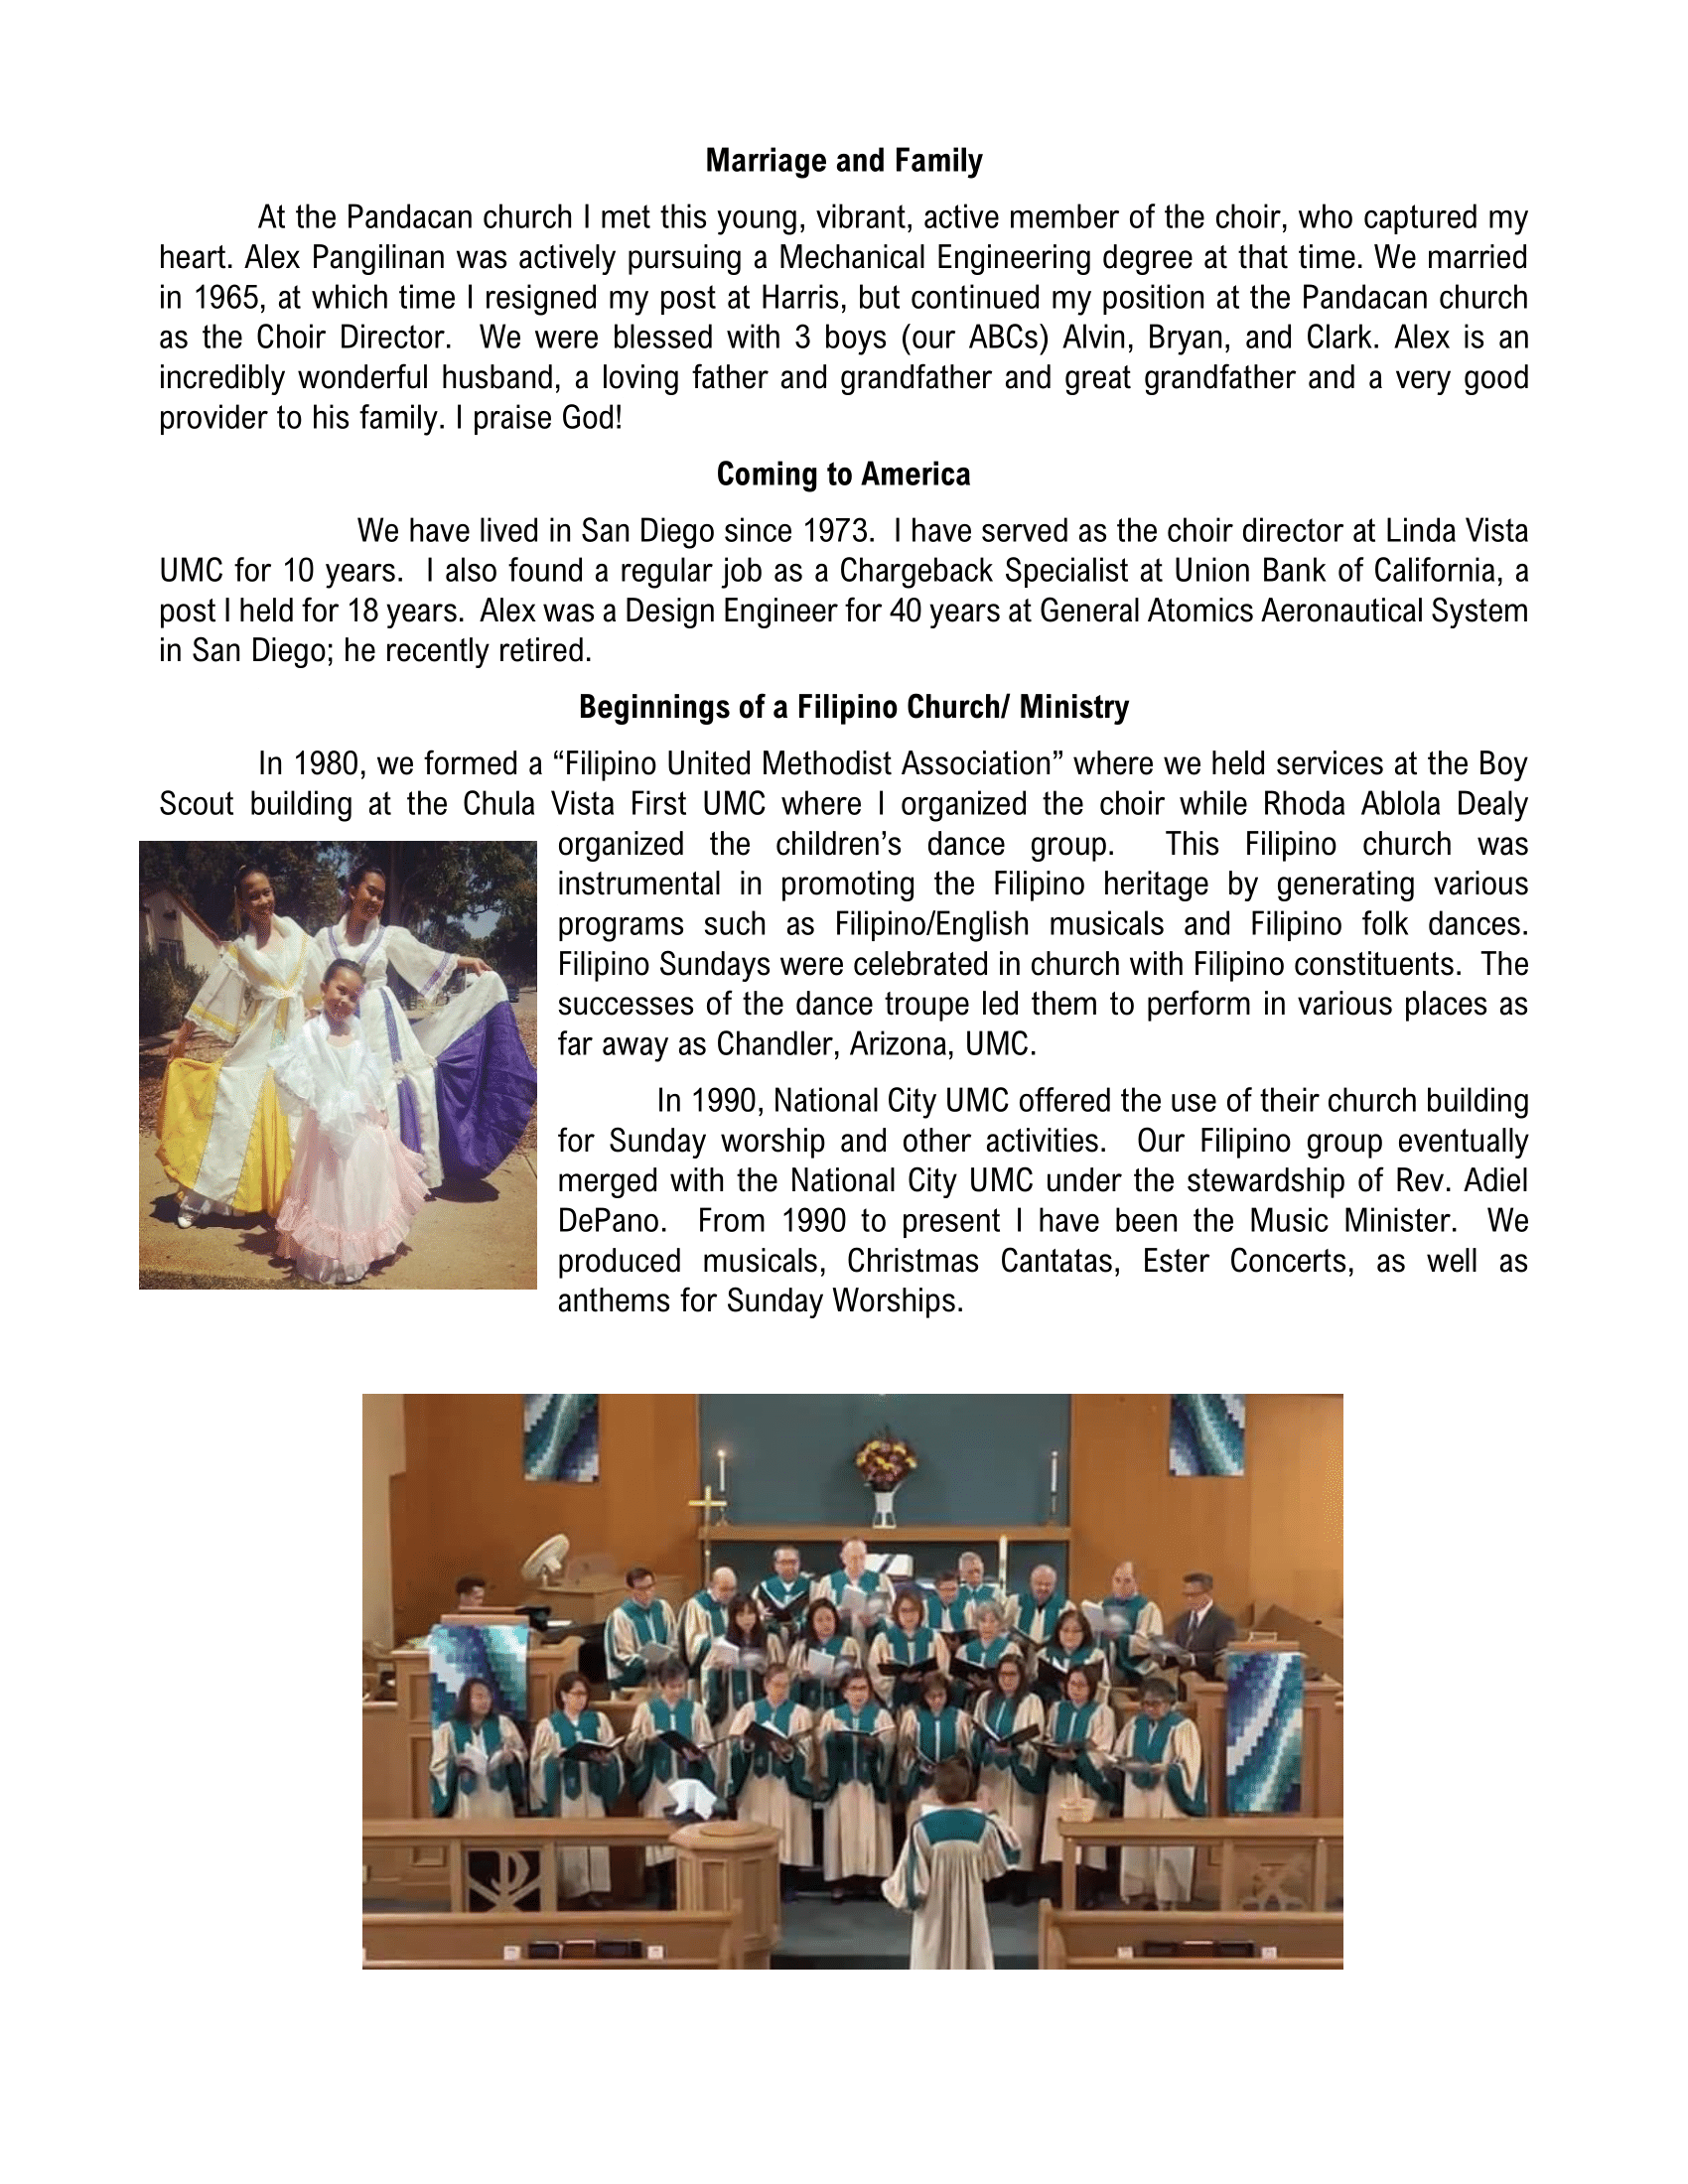 Marriage and Family
At the Pandacan church I met this young, vibrant, active member of the choir, who captured my
heart. Alex Pangilinan was actively pursuing a Mechanical Engineering degree at that time. We married
in 1965, at which time I resigned my post at Harris, but continued my position at the Pandacan church
as the Choir Director.  We were blessed with 3 boys (our ABCs) Alvin, Bryan, and Clark. Alex is an
incredibly wonderful husband, a loving father and grandfather and great grandfather and a very good
provider to his family. I praise God!
Coming to America
We have lived in San Diego since 1973.  I have served as the choir director at Linda Vista
UMC for 10 years.  I also found a regular job as a Chargeback Specialist at Union Bank of California, a
post I held for 18 years.  Alex was a Design Engineer for 40 years at General Atomics Aeronautical System
in San Diego; he recently retired.
Beginnings of a Filipino Church/ Ministry
In 1980, we formed a “Filipino United Methodist Association” where we held services at the Boy
Scout building at the Chula Vista First UMC where I organized the choir while Rhoda Ablola Dealy
organized the children’s dance group.  This Filipino church was
instrumental in promoting the Filipino heritage by generating various
programs such as Filipino/English musicals and Filipino folk dances.
Filipino Sundays were celebrated in church with Filipino constituents.  The
successes of the dance troupe led them to perform in various places as
far away as Chandler, Arizona, UMC.
In 1990, National City UMC offered the use of their church building
for Sunday worship and other activities.  Our Filipino group eventually
merged with the National City UMC under the stewardship of Rev. Adiel
DePano.  From 1990 to present I have been the Music Minister.  We
produced musicals, Christmas Cantatas, Ester Concerts, as well as
anthems for Sunday Worships.